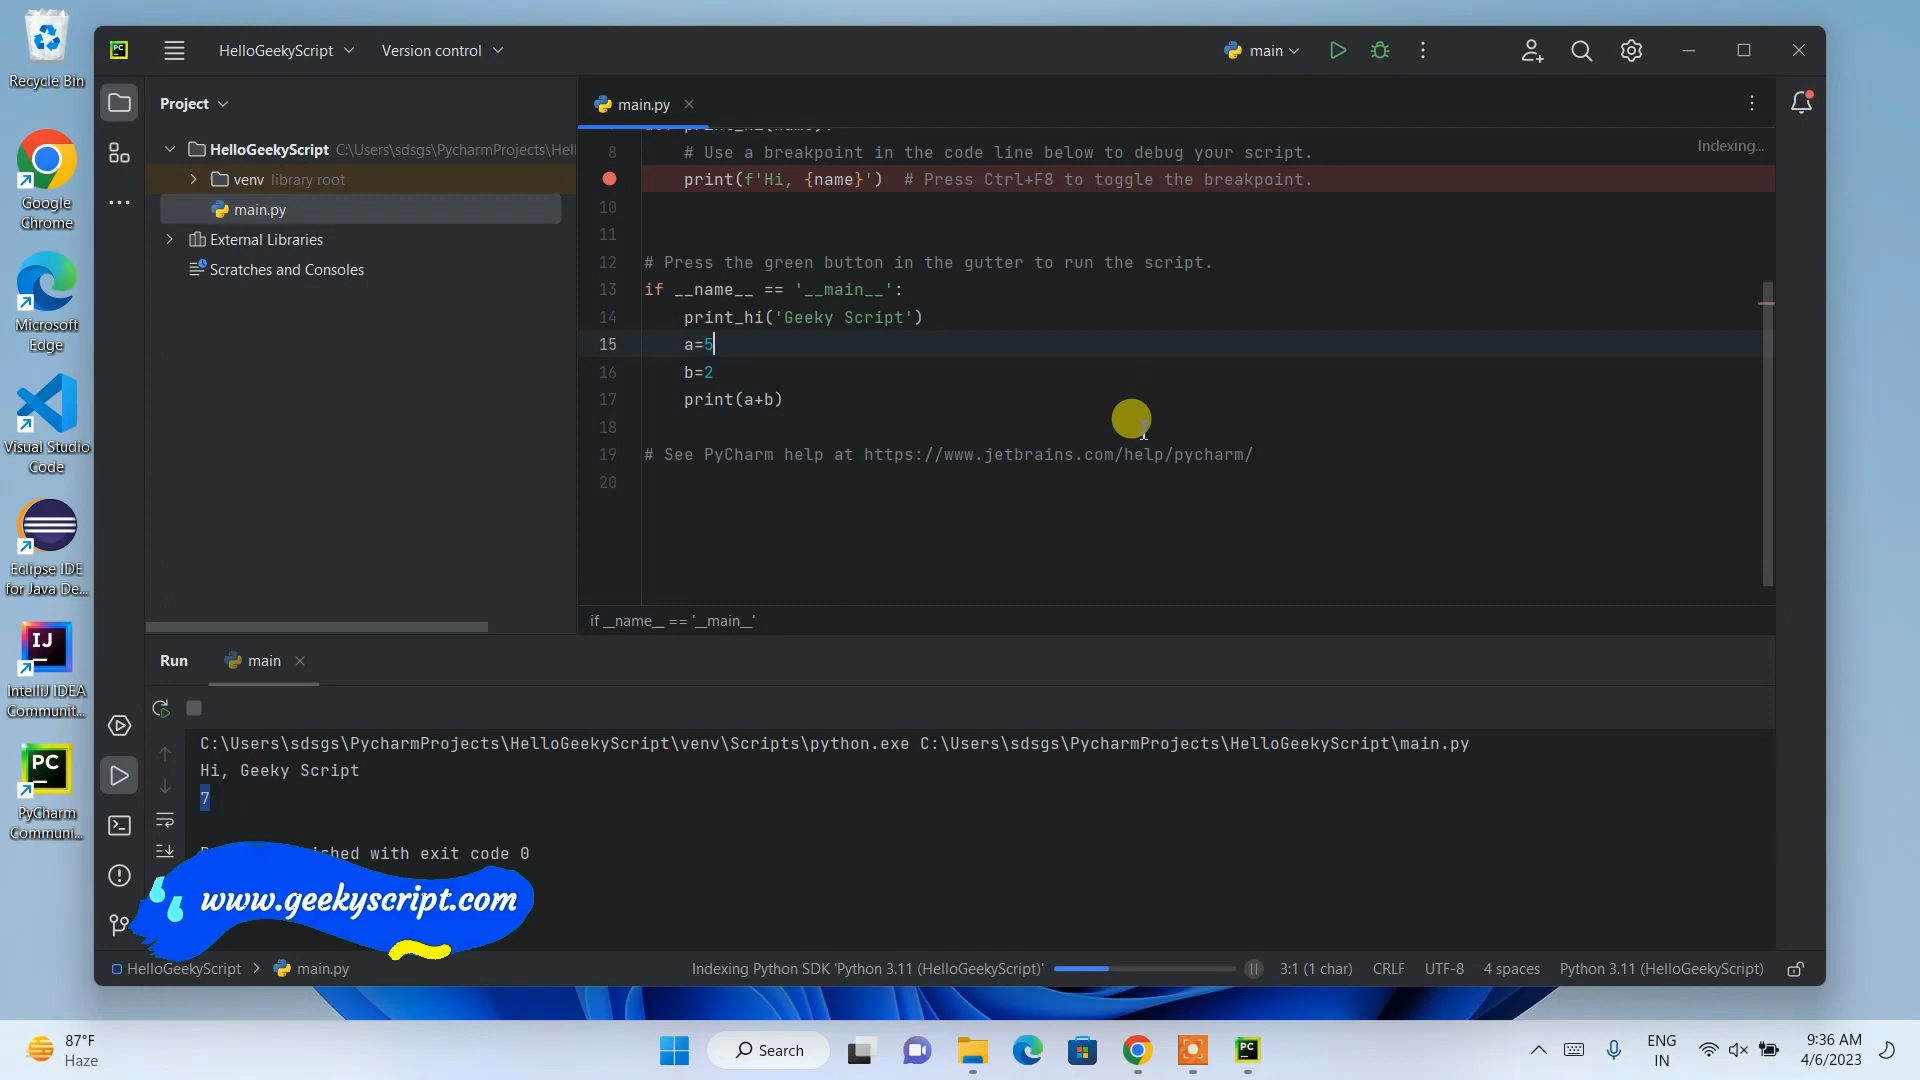 Recycle Bin
Google
Chrome
Microsoft
Edge
Visual Studio
Code
Eclipse IDE
for Java De...
IJ
IntelliJ IDEA
Communit...
PC
PyCharm
Communi...
PC
HelloGeekyScript
Version control
main
Project
HelloGeekyScript C:\Users\sdsgs\PycharmProjects\Hel
venv library root
main.py
External Libraries
Scratches and Consoles
main.py
Indexing...
8 # Use a breakpoint in the code line below to debug your script.
print(f'Hi, {name}') # Press Ctrl+F8 to toggle the breakpoint.
10
11
12 # Press the green button in the gutter to run the script.
13 if __name__ == '__main__':
14 print_hi('Geeky Script')
15 a=5
16 b=2
17 print(a+b)
18
19 # See PyCharm help at https://www.jetbrains.com/help/pycharm/
20
if __name__ == '__main__'
Run
main
C:\Users\sdsgs\PycharmProjects\HelloGeekyScript\venv\Scripts\python.exe C:\Users\sdsgs\PycharmProjects\HelloGeekyScript\main.py
Hi, Geeky Script
7
with exit code 0
www.geekyscript.com
HelloGeekyScript > main.py
Indexing Python SDK 'Python 3.11 (HelloGeekyScript)'
3:1 (1 char)
CRLF
UTF-8
4 spaces
Python 3.11 (HelloGeekyScript)
87°F
Haze
Search
PC
ENG
IN
9:36 AM
4/6/2023